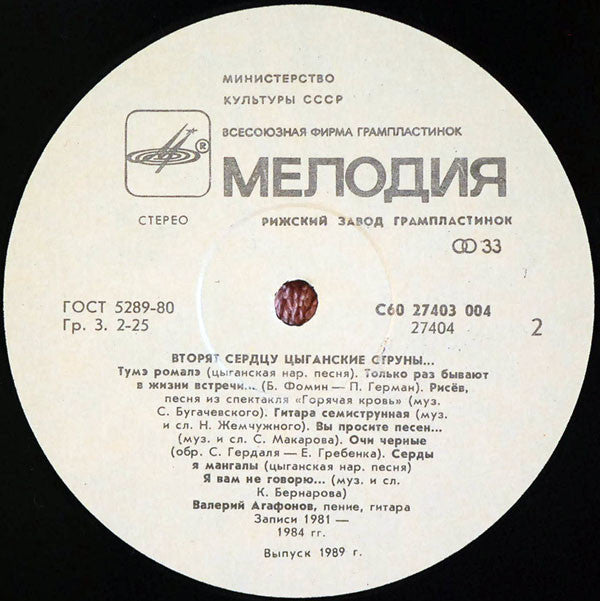 МИНИСТЕРСТВО
КУЛЬТУРЫ СССР
ВСЕСОЮЗНАЯ ФИРМА ГРАМПЛАСТИНОК
®
МЕЛОДИЯ
СТЕРЕО
РИЖСКИЙ ЗАВОД ГРАМПЛАСТИНОК
33
ГОСТ 5289-80
Гр. 3. 2-25
С60 27403 004
27404
2
ВТОРЯТ СЕРДЦУ ЦЫГАНСКИЕ СТРУНЫ...
Тумэ ромалэ (цыганская нар. песня). Только раз бывают
в жизни встречи... (Б. Фомин — П. Герман). Рисёв,
песня из спектакля «Горячая кровь» (муз.
С. Бугачевского). Гитара семиструнная (муз.
и сл. Н. Жемчужного). Вы просите песен...
(муз. и сл. С. Макарова). Очи черные
(обр. С. Гердаля — Е. Гребенка). Серды
я мангалы (цыганская нар. песня)
Я вам не говорю... (муз. и сл.
К. Бернарова)
Валерий Агафонов, пение, гитара
Записи 1981 —
1984 гг.
Выпуск 1989 г.